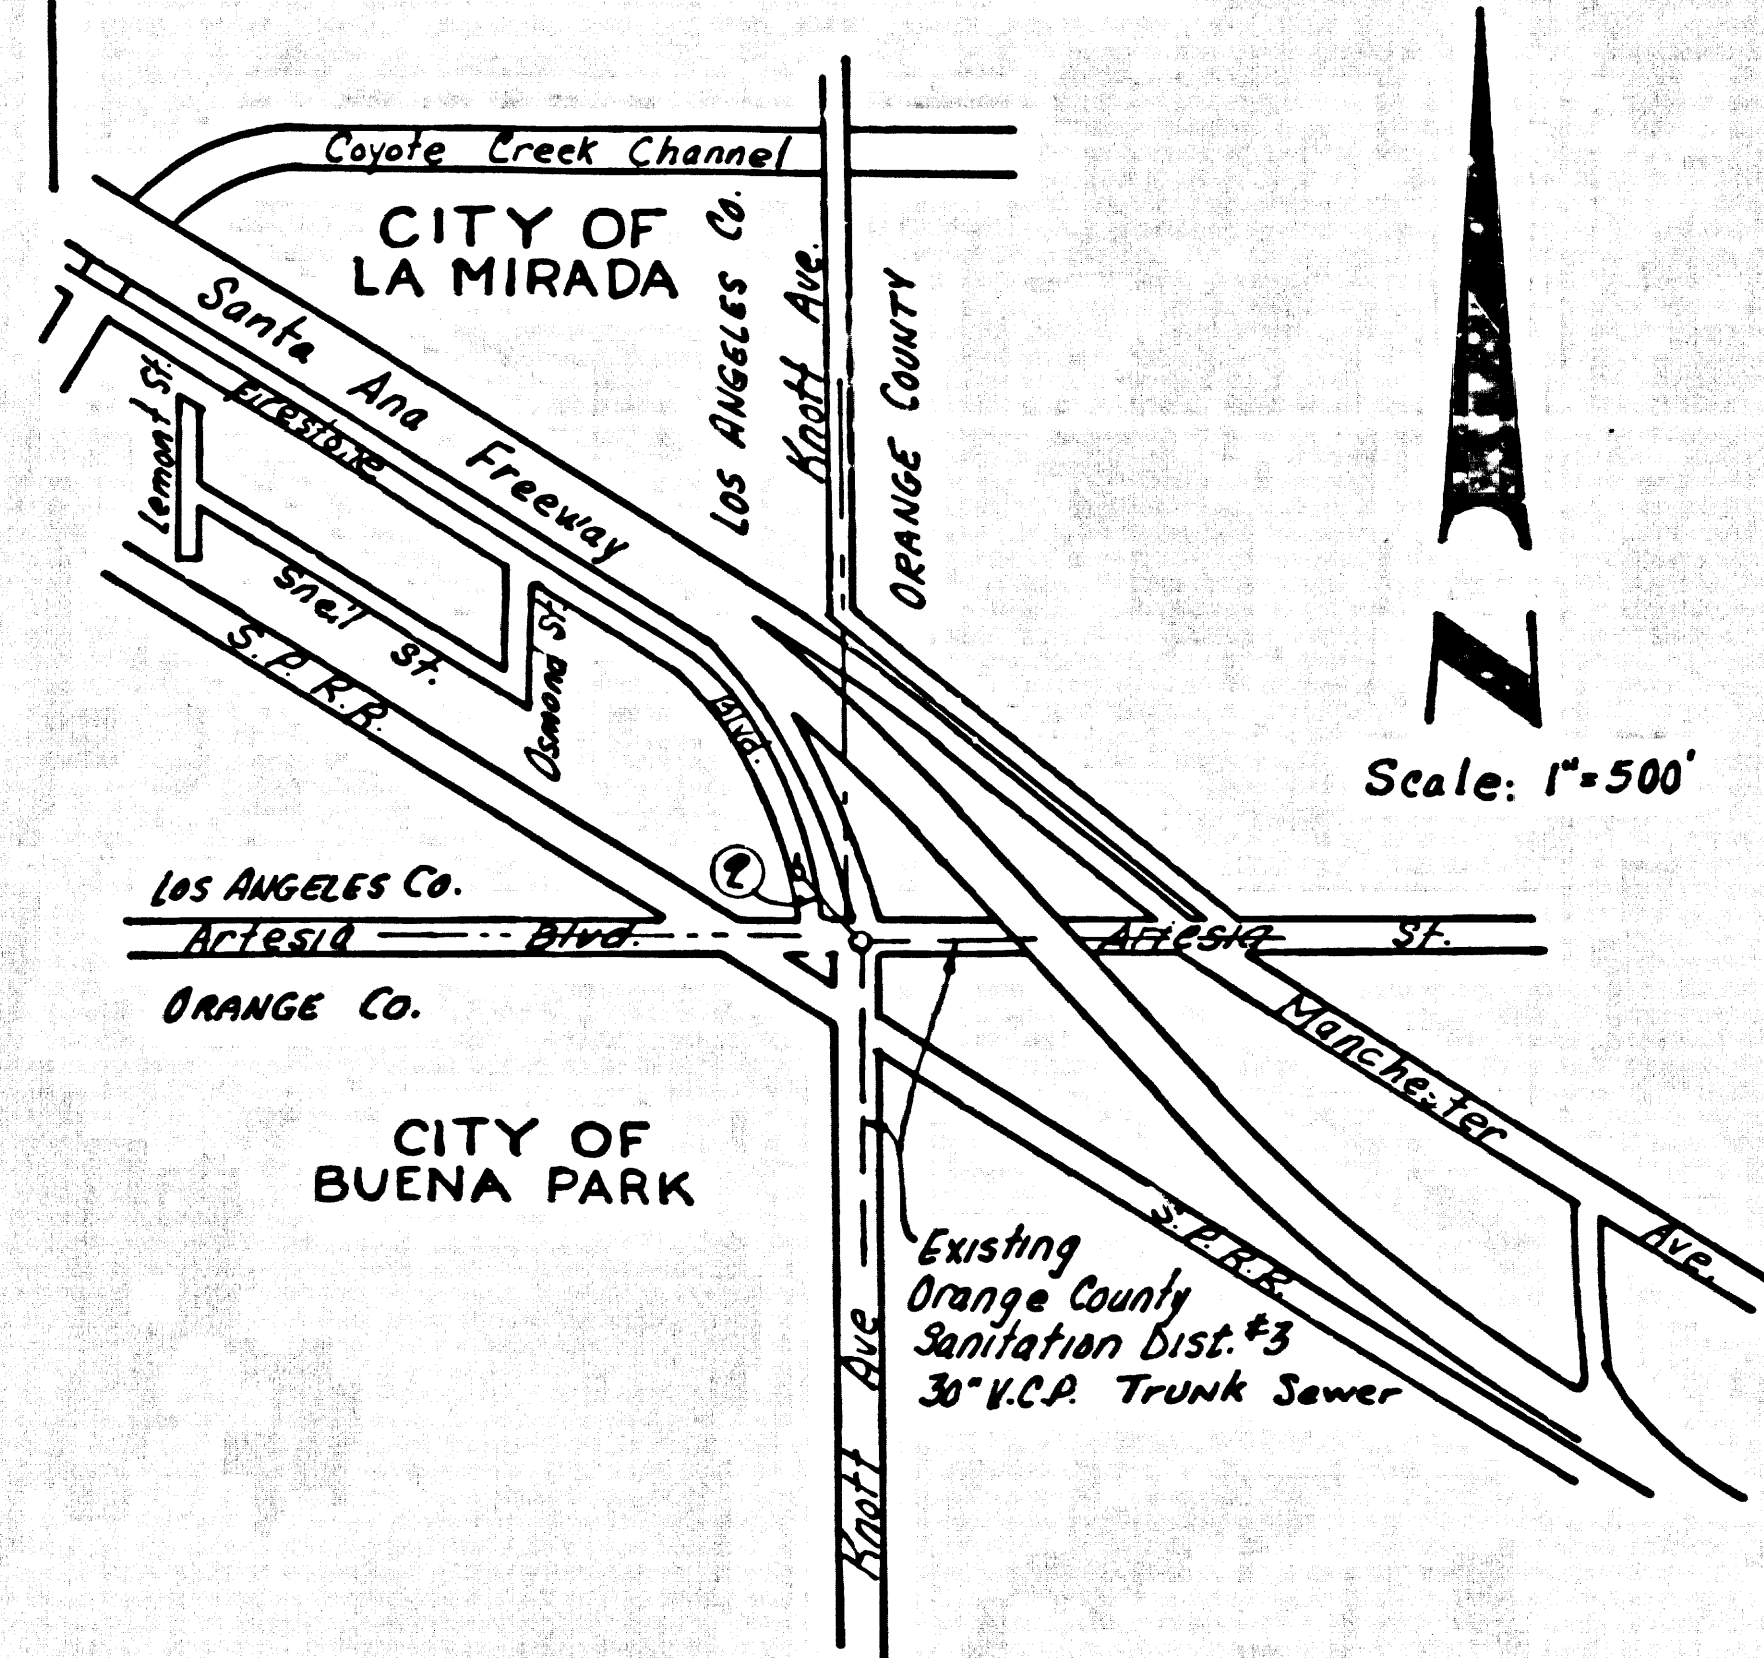 Coyote Creek Channel
CITY OF
LA MIRADA
LOS ANGELES CO.
Knott Ave.
ORANGE COUNTY
Santa Ana Freeway
Firestone Blvd.
Lemont St.
Snell St.
Osmond St.
S. P. R.R.
N
Scale: 1"=500'
2
LOS ANGELES CO.
Artesia Blvd.
Artesia St.
ORANGE CO.
Manchester Ave.
CITY OF
BUENA PARK
S. P. R.R.
Existing
Orange County
Sanitation Dist. #3
30" V.C.P. Trunk Sewer
Knott Ave